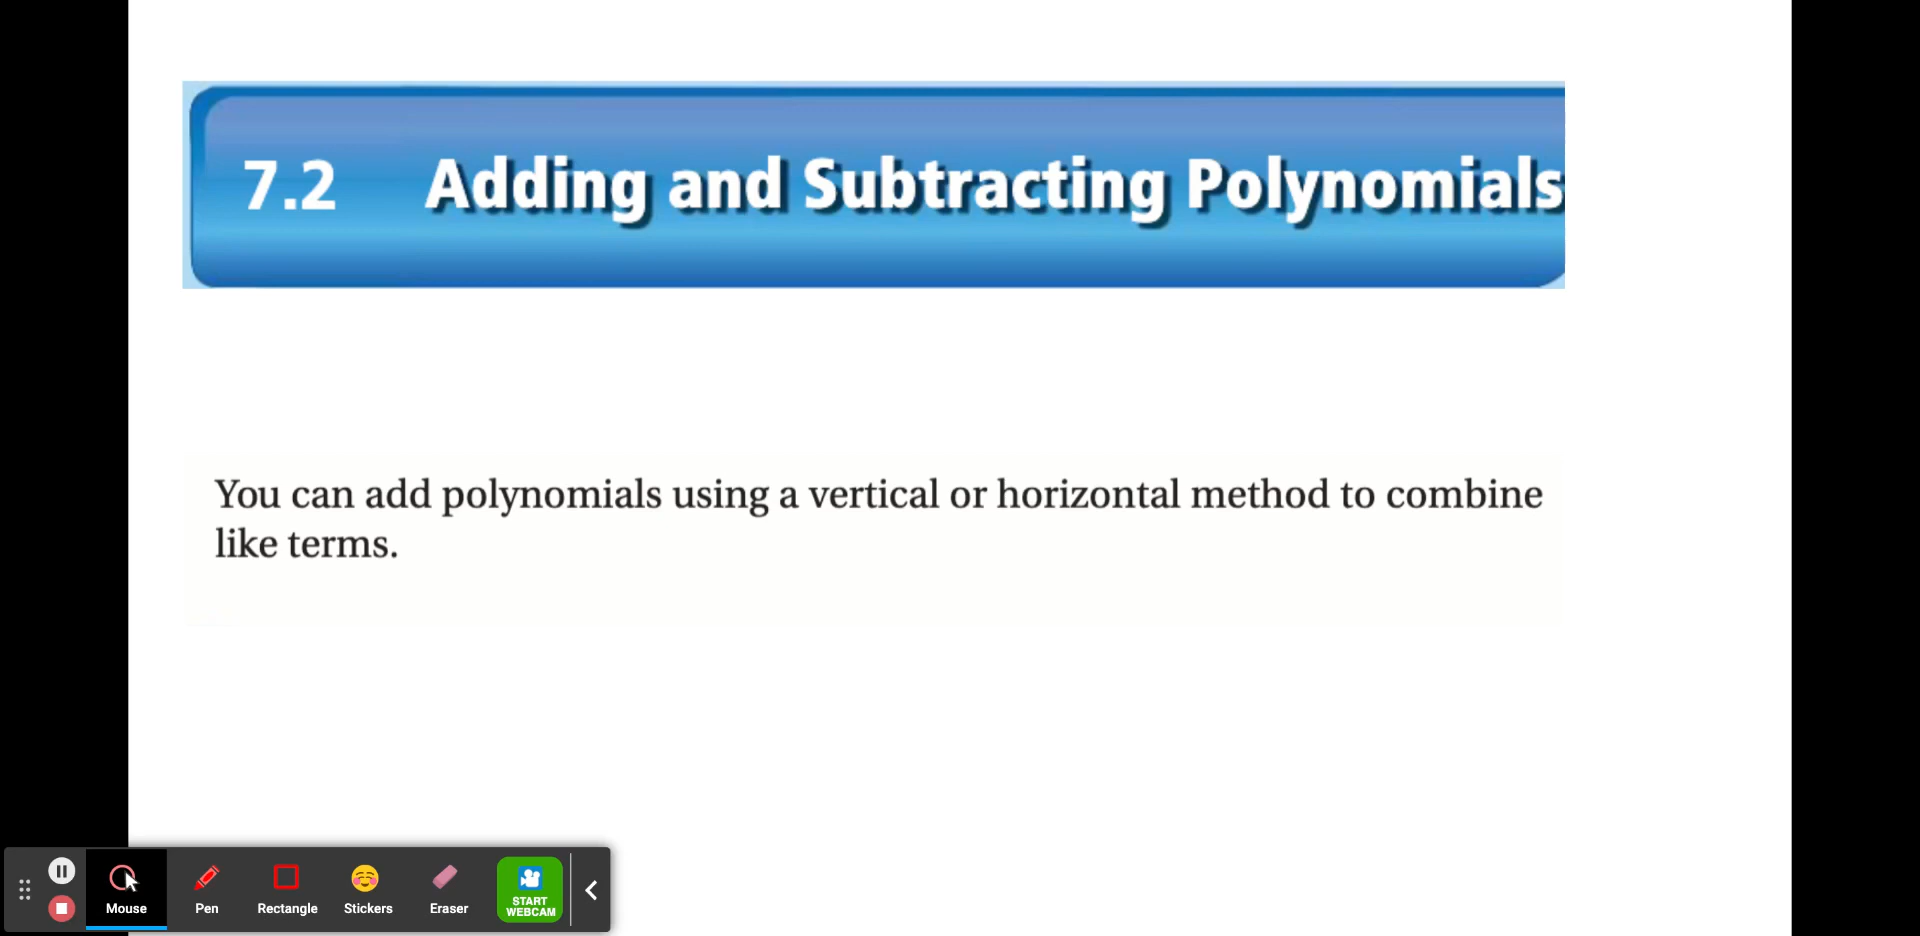 7.2 Adding and Subtracting Polynomials
You can add polynomials using a vertical or horizontal method to combine
like terms.
Mouse Pen Rectangle Stickers Eraser START
WEBCAM